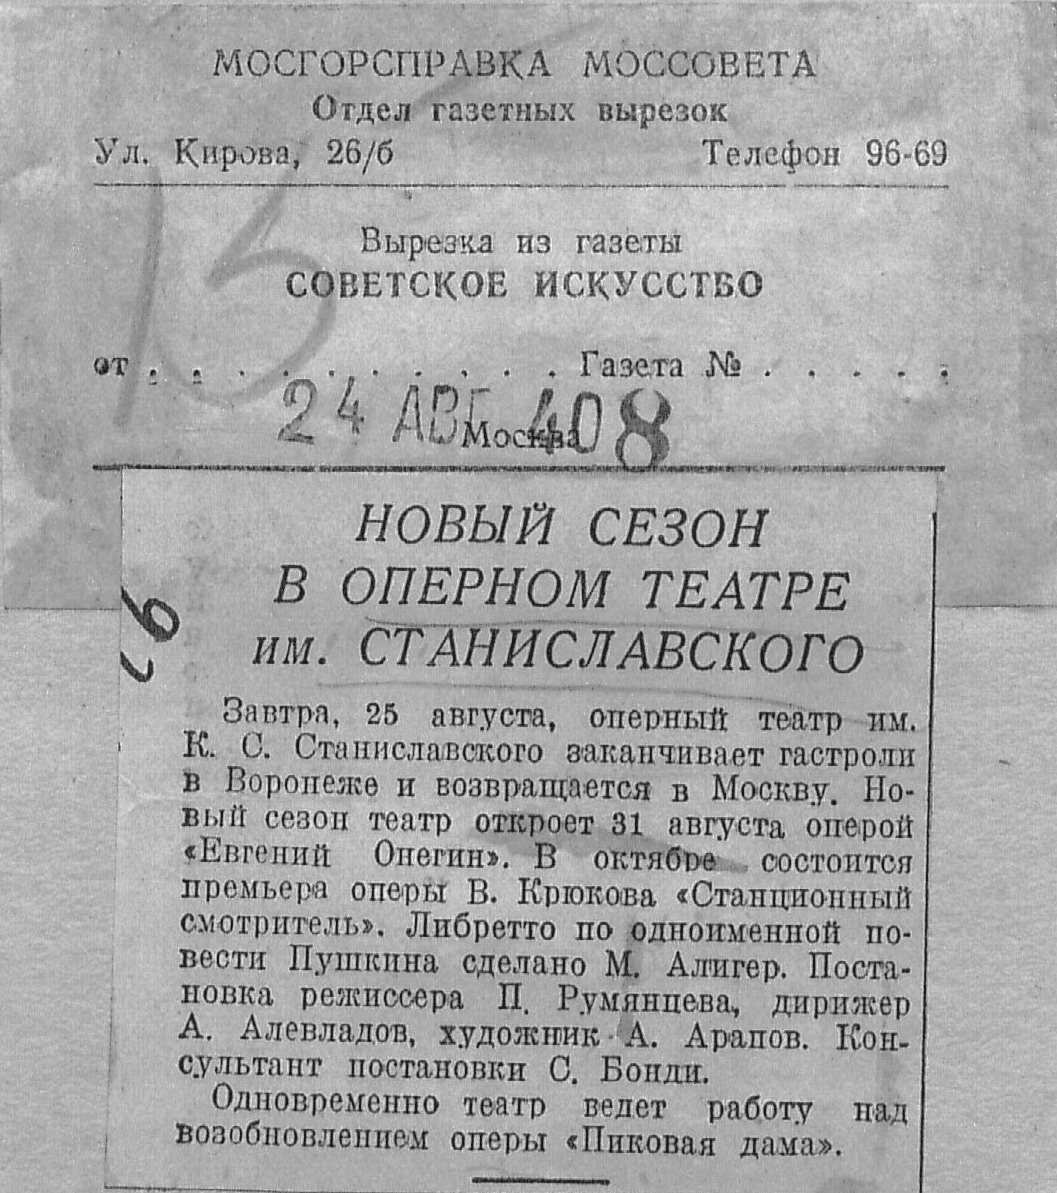 МОСГОРСПРАВКА МОССОВЕТА
Отдел газетных вырезок
Ул. Кирова, 26/б Телефон 96-69
15
Вырезка из газеты
СОВЕТСКОЕ ИСКУССТВО
от . . . . . . . . . . . Газета № . . . . .
24 АВГ 40 8
Москва
НОВЫЙ СЕЗОН
В ОПЕРНОМ ТЕАТРЕ
им. СТАНИСЛАВСКОГО
Завтра, 25 августа, оперный театр им.
К. С. Станиславского заканчивает гастроли
в Воронеже и возвращается в Москву. Но-
вый сезон театр откроет 31 августа оперой
«Евгений Онегин». В октябре состоится
премьера оперы В. Крюкова «Станционный
смотритель». Либретто по одноименной по-
вести Пушкина сделано М. Алигер. Поста-
новка режиссера П. Румянцева, дирижер
А. Алевладов, художник А. Арапов. Кон-
сультант постановки С. Бонди.
Одновременно театр ведет работу над
возобновлением оперы «Пиковая дама».